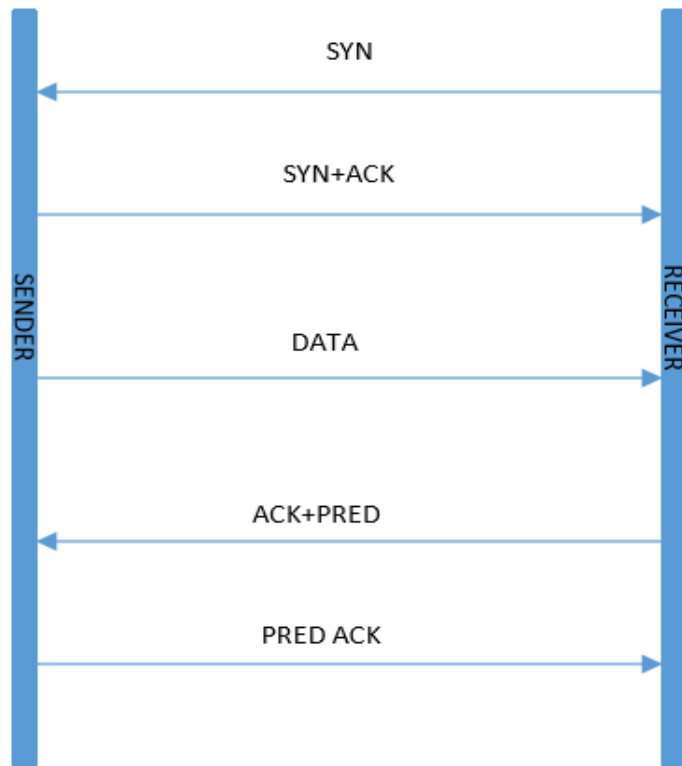 SYN
SYN+ACK
SENDER
RECEIVER
DATA
ACK+PRED
PRED ACK